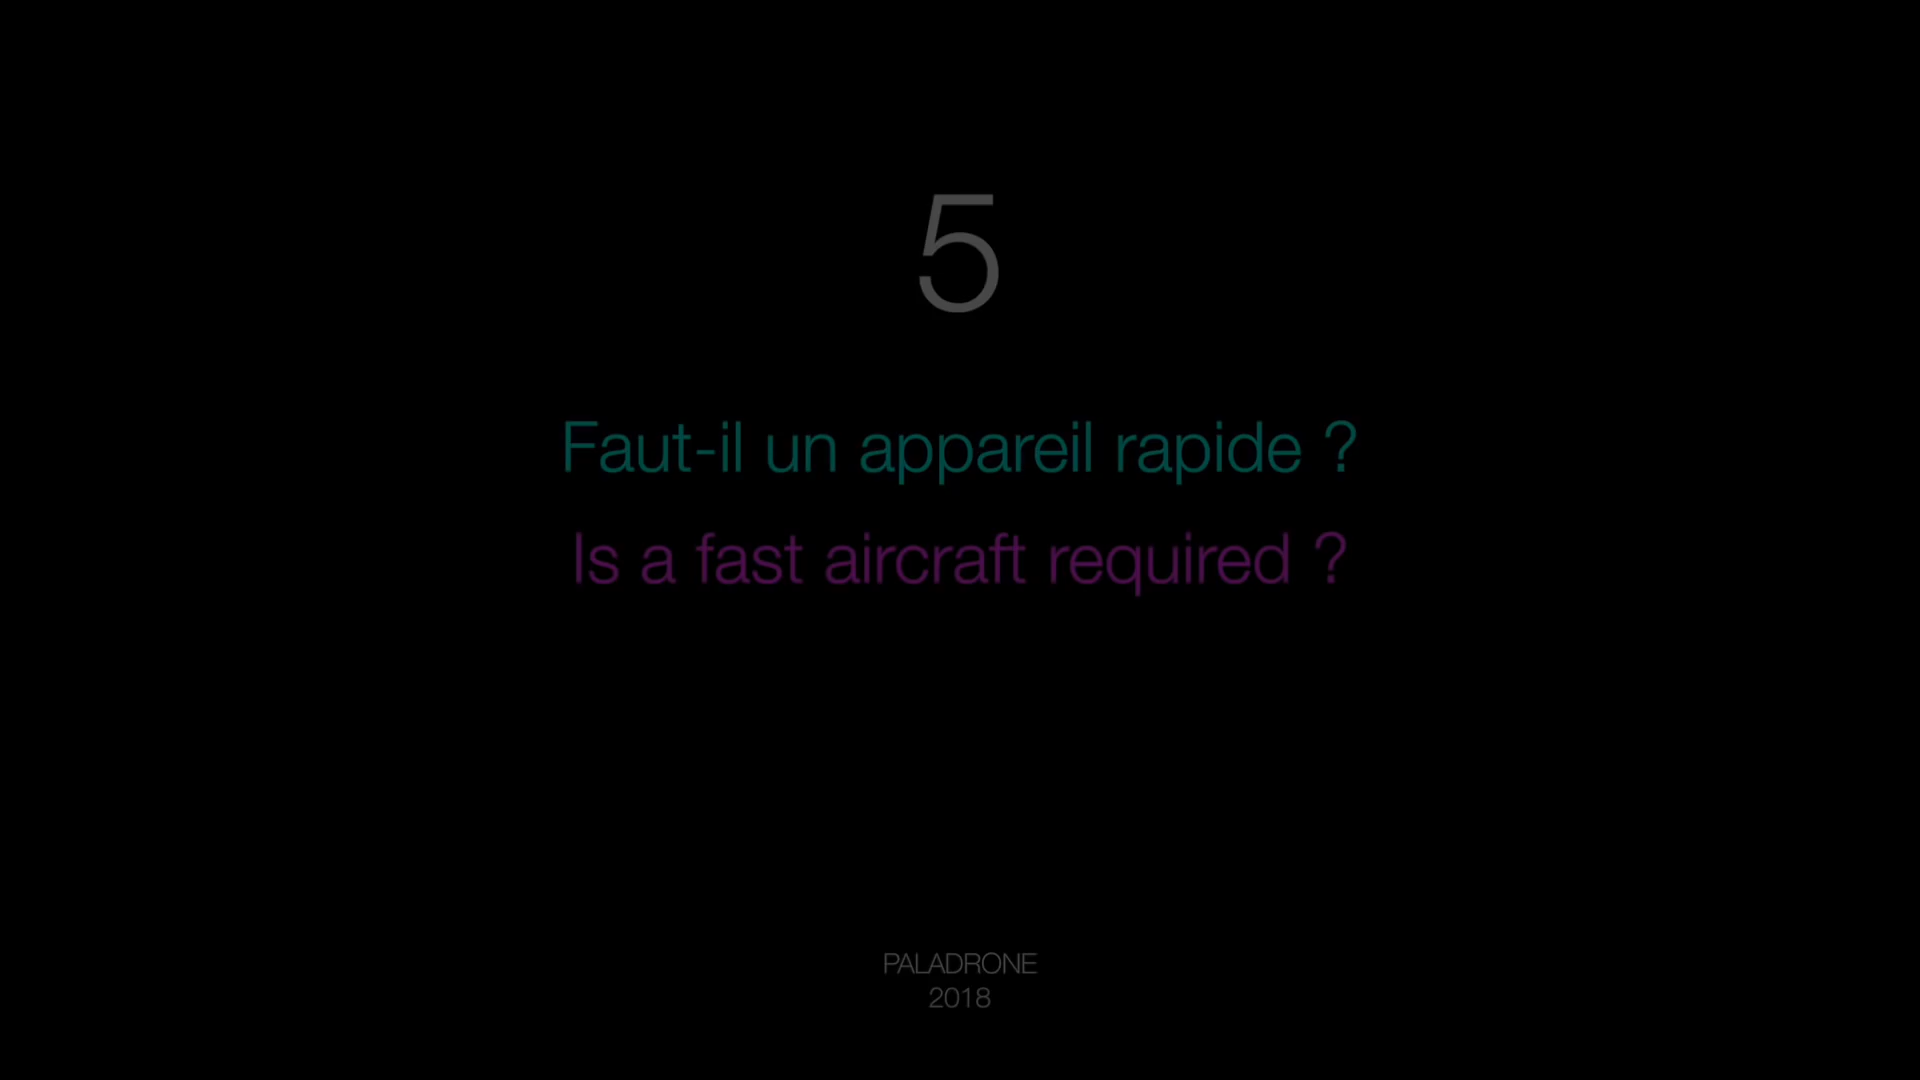 5
Faut-il un appareil rapide ?
Is a fast aircraft required ?
PALADRONE
2018